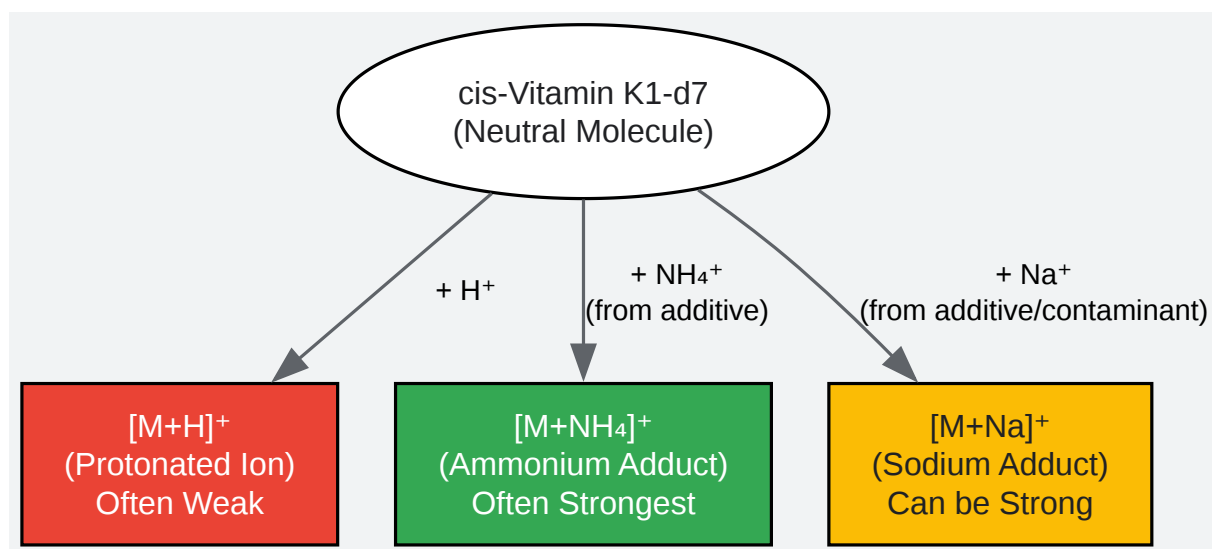 cis-Vitamin K1-d7
(Neutral Molecule)
+ H⁺
+ NH₄⁺
(from additive)
+ Na⁺
(from additive/contaminant)
[M+H]⁺
(Protonated Ion)
Often Weak
[M+NH₄]⁺
(Ammonium Adduct)
Often Strongest
[M+Na]⁺
(Sodium Adduct)
Can be Strong